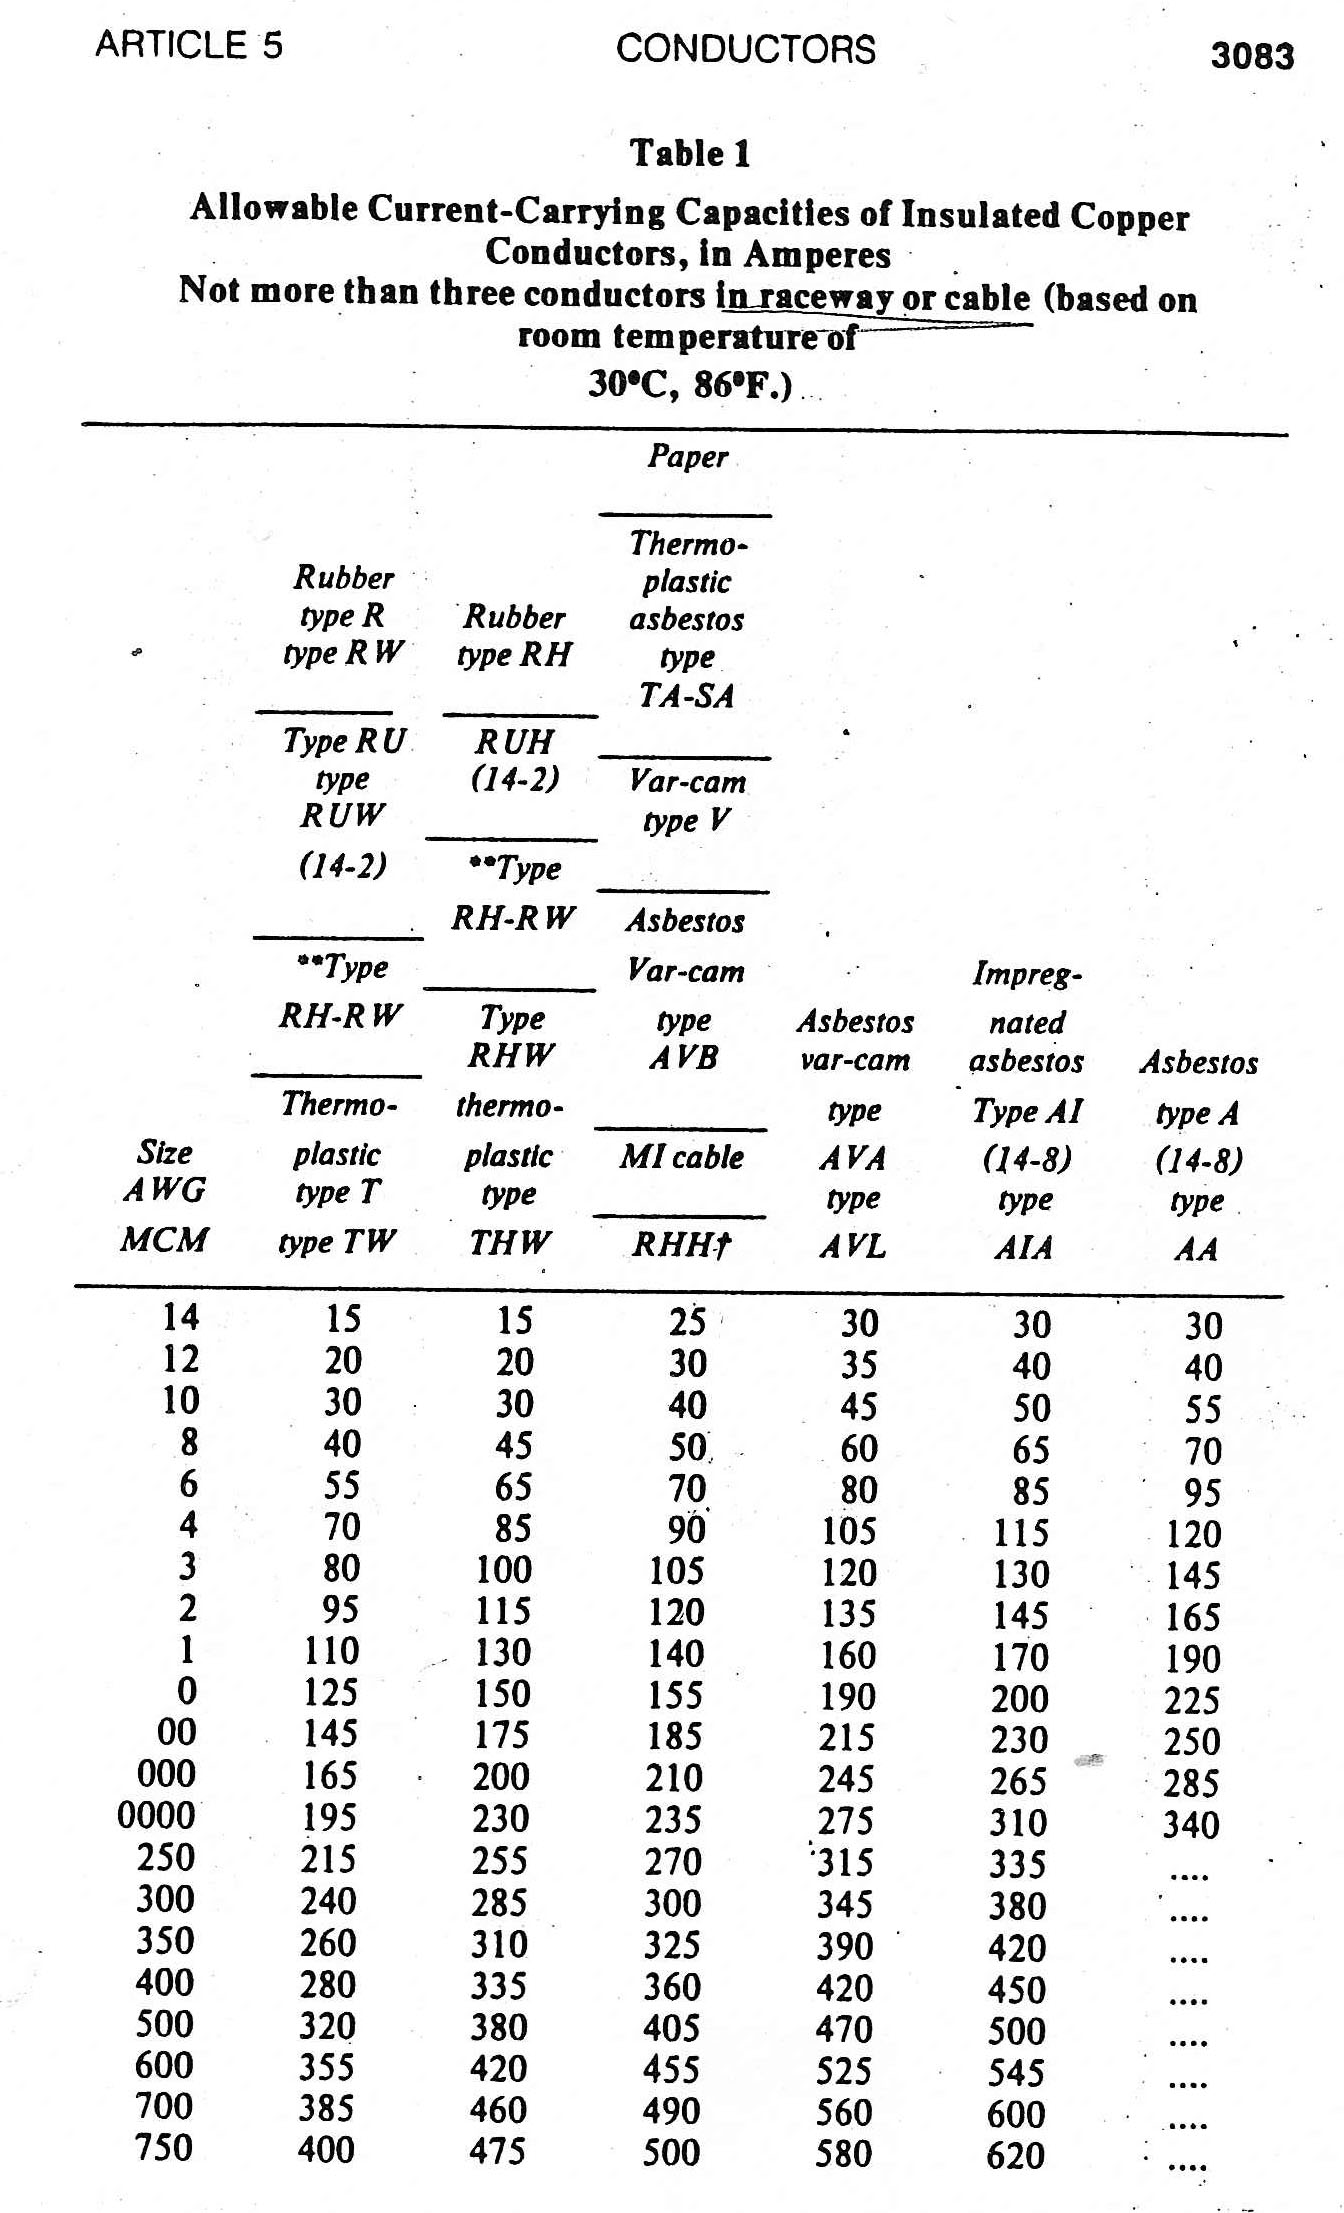 ARTICLE 5 CONDUCTORS 3083
Table 1
Allowable Current-Carrying Capacities of Insulated Copper
Conductors, in Amperes
Not more than three conductors in raceway or cable (based on
room temperature of
30°C, 86°F.)
Paper
Thermo-
Rubber plastic
type R Rubber asbestos
type RW type RH type
TA-SA
Type RU RUH
type (14-2) Var-cam
RUW type V
(14-2) **Type
RH-RW Asbestos
**Type Var-cam Impreg-
RH-RW Type type Asbestos nated
RHW AVB var-cam asbestos Asbestos
Thermo- thermo- type Type AI type A
Size plastic plastic MI cable AVA (14-8) (14-8)
AWG type T type type type type
MCM type TW THW RHH† AVL AIA AA
14 15 15 25 30 30 30
12 20 20 30 35 40 40
10 30 30 40 45 50 55
8 40 45 50 60 65 70
6 55 65 70 80 85 95
4 70 85 90 105 115 120
3 80 100 105 120 130 145
2 95 115 120 135 145 165
1 110 130 140 160 170 190
0 125 150 155 190 200 225
00 145 175 185 215 230 250
000 165 200 210 245 265 285
0000 195 230 235 275 310 340
250 215 255 270 315 335 ....
300 240 285 300 345 380 ....
350 260 310 325 390 420 ....
400 280 335 360 420 450 ....
500 320 380 405 470 500 ....
600 355 420 455 525 545 ....
700 385 460 490 560 600 ....
750 400 475 500 580 620 ....